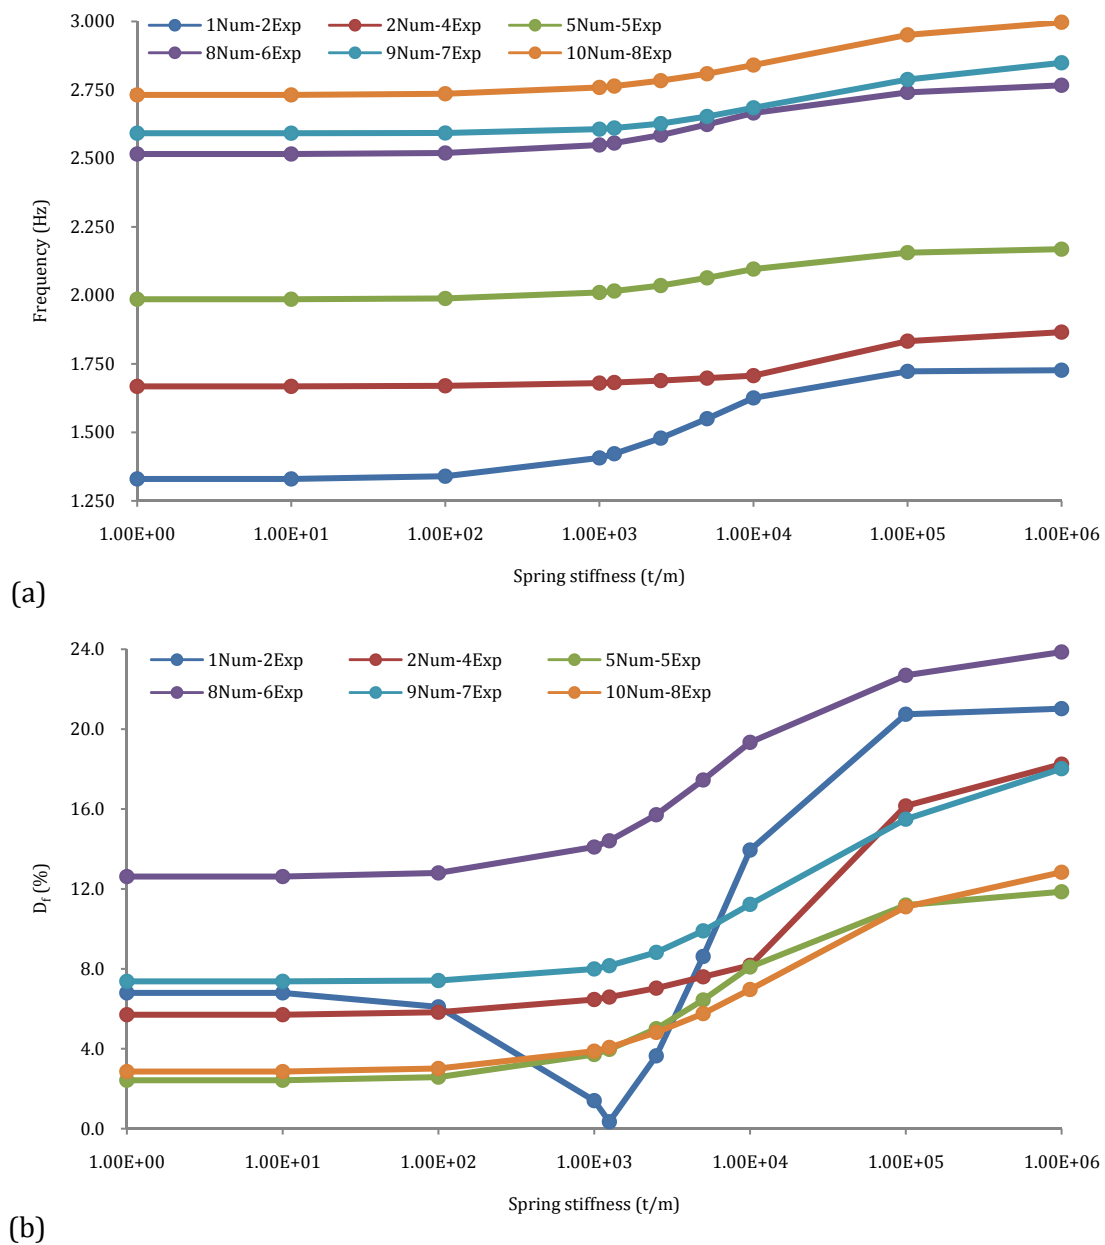 1Num-2Exp 2Num-4Exp 5Num-5Exp
8Num-6Exp 9Num-7Exp 10Num-8Exp
3.000
2.750
2.500
2.250
2.000
1.750
1.500
1.250
Frequency (Hz)
1.00E+00 1.00E+01 1.00E+02 1.00E+03 1.00E+04 1.00E+05 1.00E+06
Spring stiffness (t/m)
(a)
1Num-2Exp 2Num-4Exp 5Num-5Exp
8Num-6Exp 9Num-7Exp 10Num-8Exp
24.0
20.0
16.0
12.0
8.0
4.0
0.0
Df (%)
1.00E+00 1.00E+01 1.00E+02 1.00E+03 1.00E+04 1.00E+05 1.00E+06
Spring stiffness (t/m)
(b)